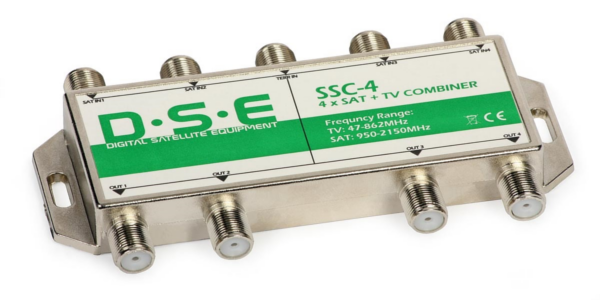 SAT IN1
SAT IN2
TERR IN
SAT IN3
SAT IN4
D·S·E
DIGITAL SATELLITE EQUIPMENT
SSC-4
4 x SAT + TV COMBINER
Frequncy Range:
TV: 47-862MHz
SAT: 950-2150MHz
CE
OUT 1
OUT 2
OUT 3
OUT 4